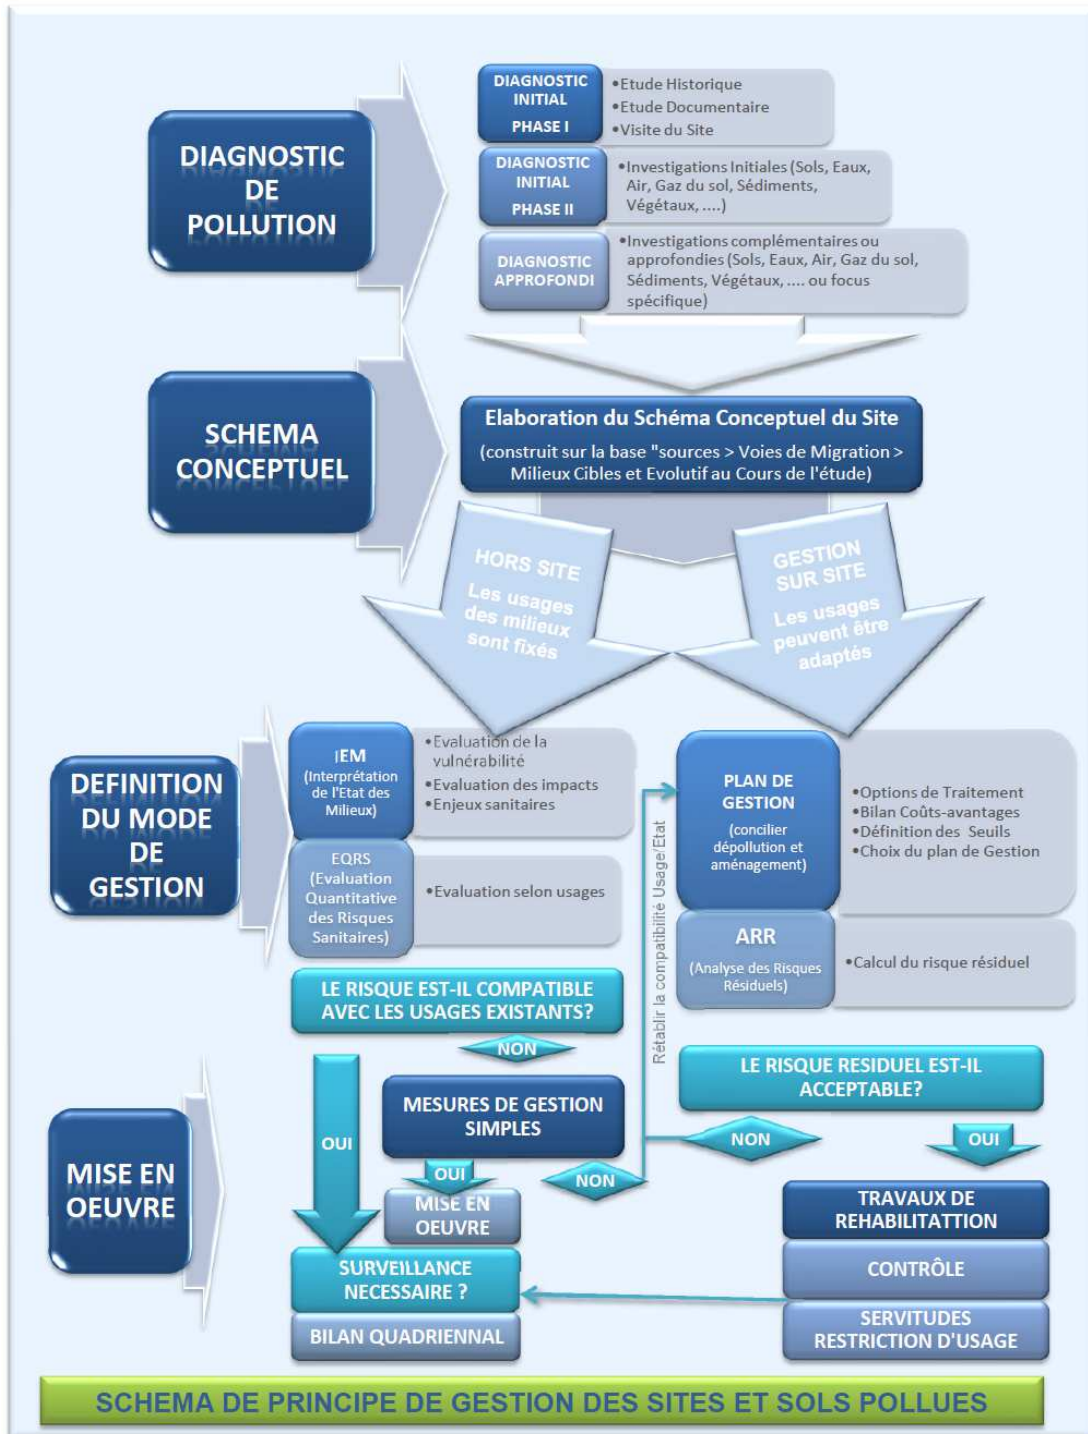 DIAGNOSTIC
DE
POLLUTION
DIAGNOSTIC
INITIAL
PHASE I
•Etude Historique
•Etude Documentaire
•Visite du Site
DIAGNOSTIC
INITIAL
PHASE II
•Investigations Initiales (Sols, Eaux,
Air, Gaz du sol, Sédiments,
Végétaux, ....)
DIAGNOSTIC
APPROFONDI
•Investigations complémentaires ou
approfondies (Sols, Eaux, Air, Gaz du sol,
Sédiments, Végétaux, .... ou focus
spécifique)
SCHEMA
CONCEPTUEL
Elaboration du Schéma Conceptuel du Site
(construit sur la base "sources > Voies de Migration >
Milieux Cibles et Evolutif au Cours de l'étude)
HORS SITE
Les usages
des milieux
sont fixés
GESTION
SUR SITE
Les usages
peuvent être
adaptés
DEFINITION
DU MODE
DE
GESTION
IEM
(Interprétation
de l'Etat des
Milieux)
•Evaluation de la
vulnérabilité
•Evaluation des impacts
•Enjeux sanitaires
EQRS
(Evaluation
Quantitative
des Risques
Sanitaires)
•Evaluation selon usages
Rétablir la compatibilité Usage/Etat
PLAN DE
GESTION
(concilier
dépollution et
aménagement)
•Options de Traitement
•Bilan Coûts-avantages
•Définition des Seuils
•Choix du plan de Gestion
ARR
(Analyse des Risques
Résiduels)
•Calcul du risque résiduel
LE RISQUE EST-IL COMPATIBLE
AVEC LES USAGES EXISTANTS?
NON
LE RISQUE RESIDUEL EST-IL
ACCEPTABLE?
MISE EN
OEUVRE
OUI
MESURES DE GESTION
SIMPLES
OUI
NON
NON
OUI
MISE EN
OEUVRE
TRAVAUX DE
REHABILITATTION
CONTRÔLE
SERVITUDES
RESTRICTION D'USAGE
SURVEILLANCE
NECESSAIRE ?
BILAN QUADRIENNAL
SCHEMA DE PRINCIPE DE GESTION DES SITES ET SOLS POLLUES